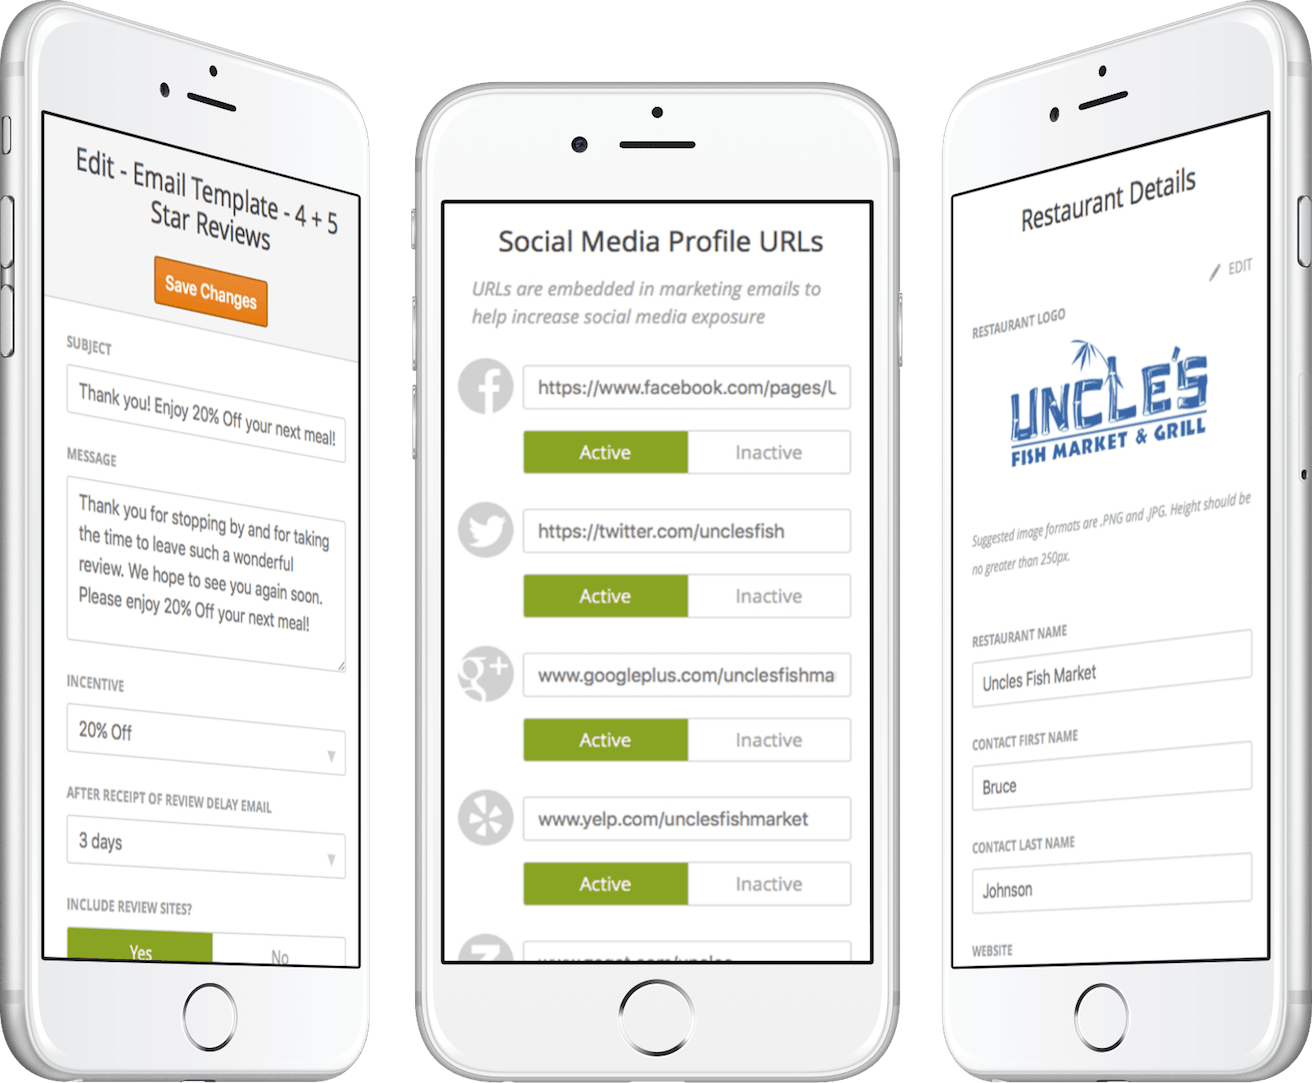 Edit - Email Template - 4 + 5
Star Reviews
Save Changes
SUBJECT
Thank you! Enjoy 20% Off your next meal!
MESSAGE
Thank you for stopping by and for taking
the time to leave such a wonderful
review. We hope to see you again soon.
Please enjoy 20% Off your next meal!
INCENTIVE
20% Off
AFTER RECEIPT OF REVIEW DELAY EMAIL
3 days
INCLUDE REVIEW SITES?
Yes No
Social Media Profile URLs
URLs are embedded in marketing emails to
help increase social media exposure
https://www.facebook.com/pages/U
Active Inactive
https://twitter.com/unclesfish
Active Inactive
www.googleplus.com/unclesfishma
Active Inactive
www.yelp.com/unclesfishmarket
Active Inactive
Restaurant Details
EDIT
RESTAURANT LOGO
UNCLE'S
FISH MARKET & GRILL
Suggested image formats are .PNG and .JPG. Height should be
no greater than 250px.
RESTAURANT NAME
Uncles Fish Market
CONTACT FIRST NAME
Bruce
CONTACT LAST NAME
Johnson
WEBSITE